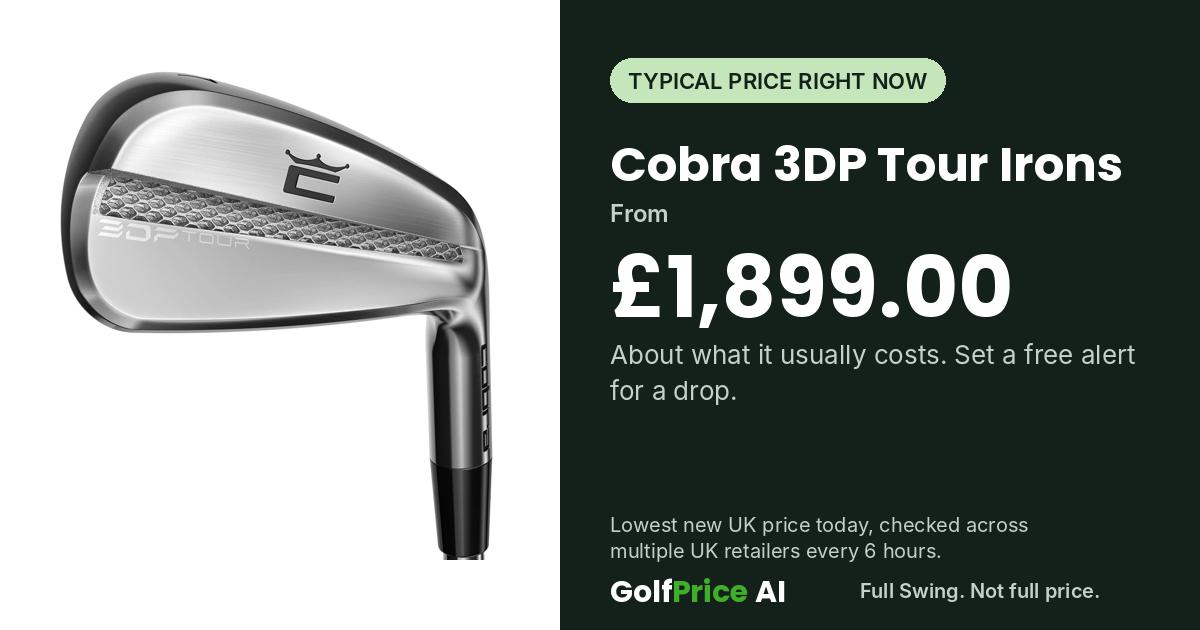 3DP TOUR
COBRA
TYPICAL PRICE RIGHT NOW
Cobra 3DP Tour Irons
From
£1,899.00
About what it usually costs. Set a free alert
for a drop.
Lowest new UK price today, checked across
multiple UK retailers every 6 hours.
GolfPrice AI
Full Swing. Not full price.